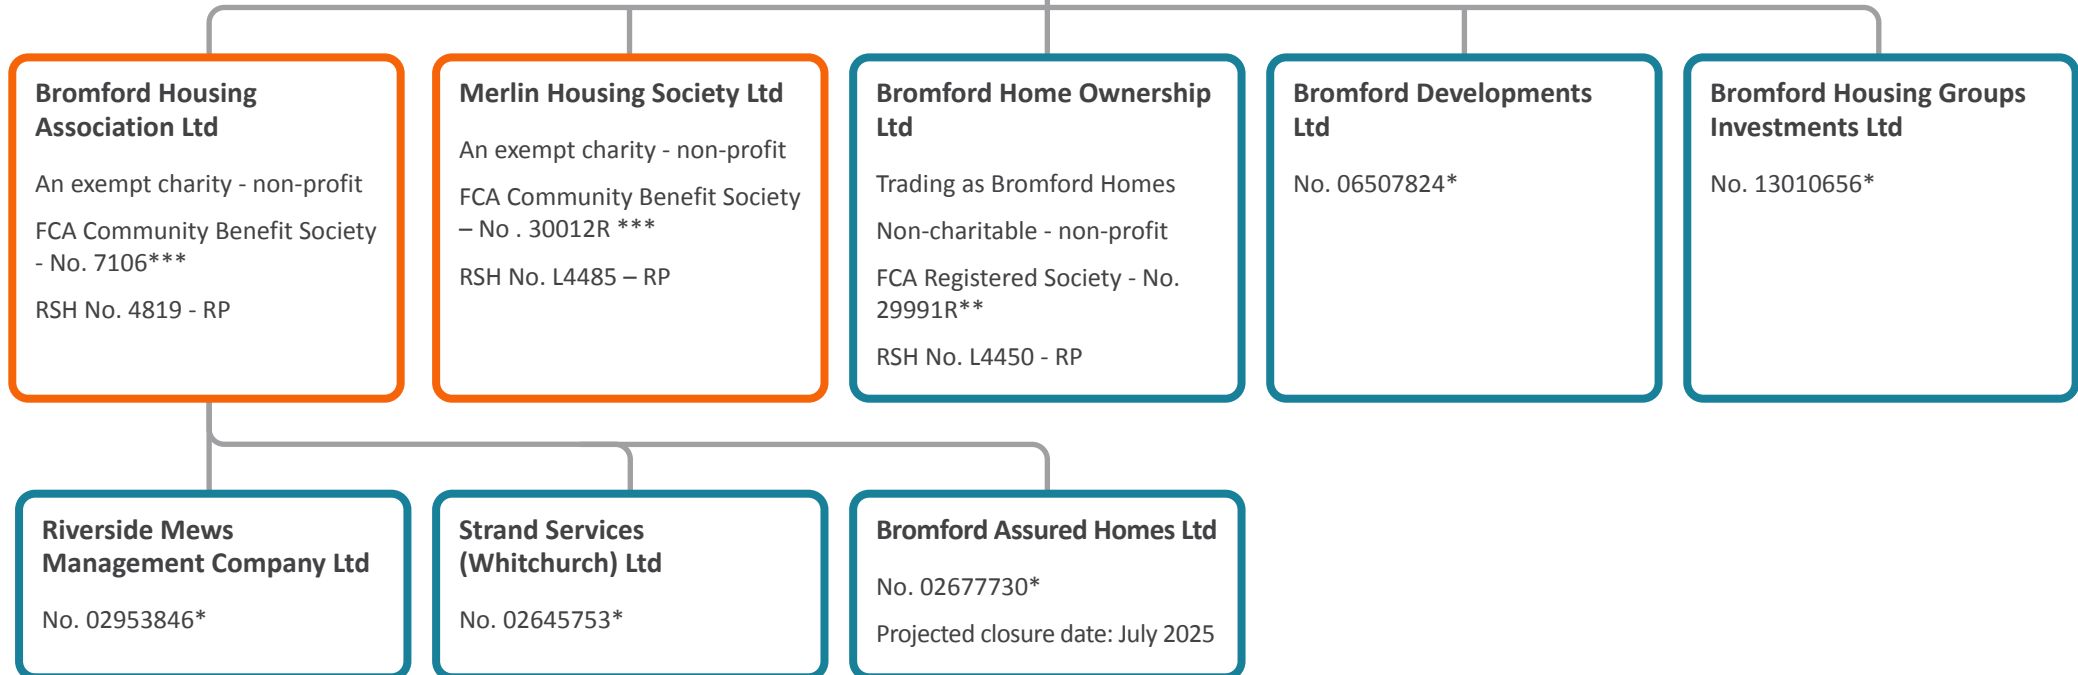 Bromford Housing
Association Ltd
An exempt charity - non-profit
FCA Community Benefit Society
- No. 7106***
RSH No. 4819 - RP
Merlin Housing Society Ltd
An exempt charity - non-profit
FCA Community Benefit Society
– No . 30012R ***
RSH No. L4485 – RP
Bromford Home Ownership
Ltd
Trading as Bromford Homes
Non-charitable - non-profit
FCA Registered Society - No.
29991R**
RSH No. L4450 - RP
Bromford Developments
Ltd
No. 06507824*
Bromford Housing Groups
Investments Ltd
No. 13010656*
Riverside Mews
Management Company Ltd
No. 02953846*
Strand Services
(Whitchurch) Ltd
No. 02645753*
Bromford Assured Homes Ltd
No. 02677730*
Projected closure date: July 2025